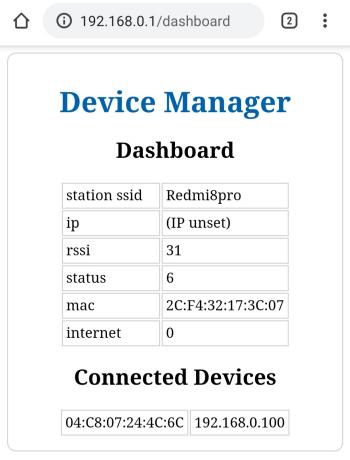 192.168.0.1/dashboard
2
Device Manager
Dashboard
station ssid Redmi8pro
ip (IP unset)
rssi 31
status 6
mac 2C:F4:32:17:3C:07
internet 0
Connected Devices
04:C8:07:24:4C:6C 192.168.0.100